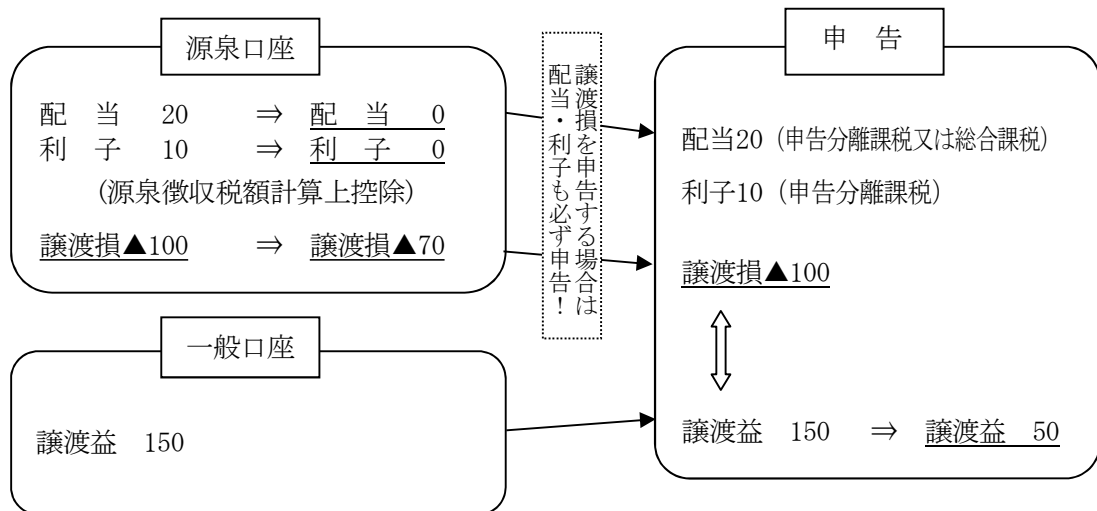 源泉口座
配　当　20　⇒　配　当　0
利　子　10　⇒　利　子　0
(源泉徴収税額計算上控除)
譲渡損▲100　⇒　譲渡損▲70
譲渡損を申告する場合は
配当・利子も必ず申告！
一般口座
譲渡益　150
申　告
配当20（申告分離課税又は総合課税）
利子10（申告分離課税）
譲渡損▲100
譲渡益　150　⇒　譲渡益　50